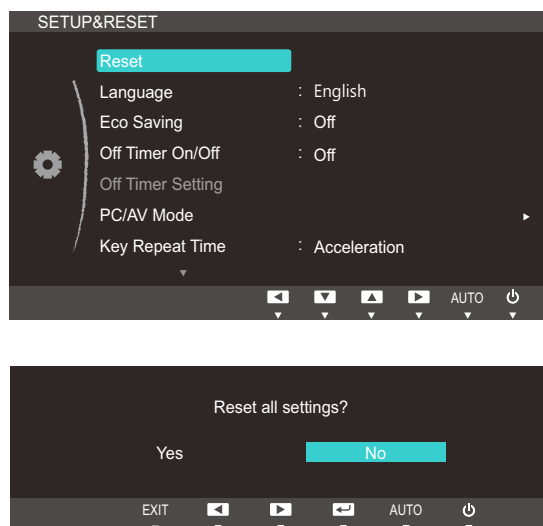 SETUP&RESET
Reset
Language : English
Eco Saving : Off
Off Timer On/Off : Off
Off Timer Setting
PC/AV Mode
Key Repeat Time : Acceleration
AUTO
Reset all settings?
Yes No
EXIT AUTO